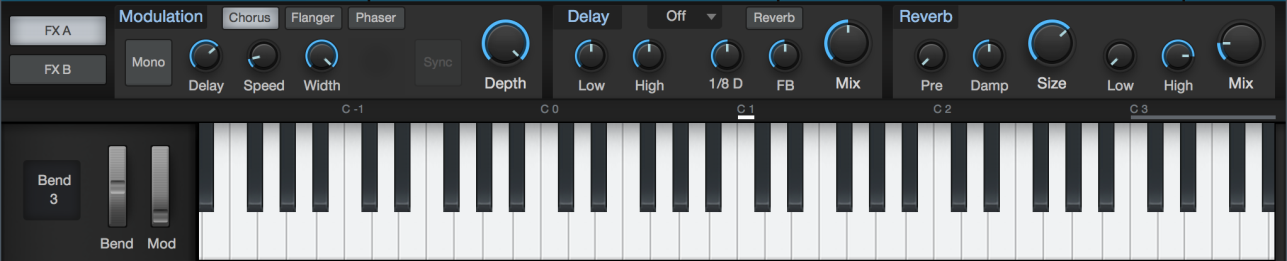 FX A
FX B
Modulation Chorus Flanger Phaser
Mono Delay Speed Width Sync Depth
Delay Off Reverb
Low High 1/8 D FB Mix
Reverb
Pre Damp Size Low High Mix
C -1 C 0 C 1 C 2 C 3
Bend
3
Bend Mod